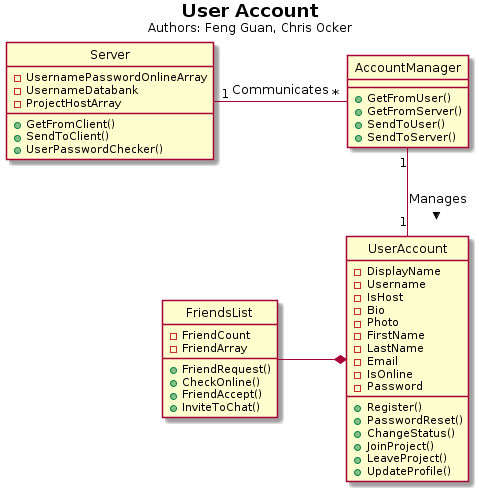 User Account
Authors: Feng Guan, Chris Ocker
Server
UsernamePasswordOnlineArray
UsernameDatabank
ProjectHostArray
GetFromClient()
SendToClient()
UserPasswordChecker()
1 Communicates *
AccountManager
GetFromUser()
GetFromServer()
SendToUser()
SendToServer()
1
Manages
1
UserAccount
DisplayName
Username
IsHost
Bio
Photo
FirstName
LastName
Email
IsOnline
Password
Register()
PasswordReset()
ChangeStatus()
JoinProject()
LeaveProject()
UpdateProfile()
FriendsList
FriendCount
FriendArray
FriendRequest()
CheckOnline()
FriendAccept()
InviteToChat()